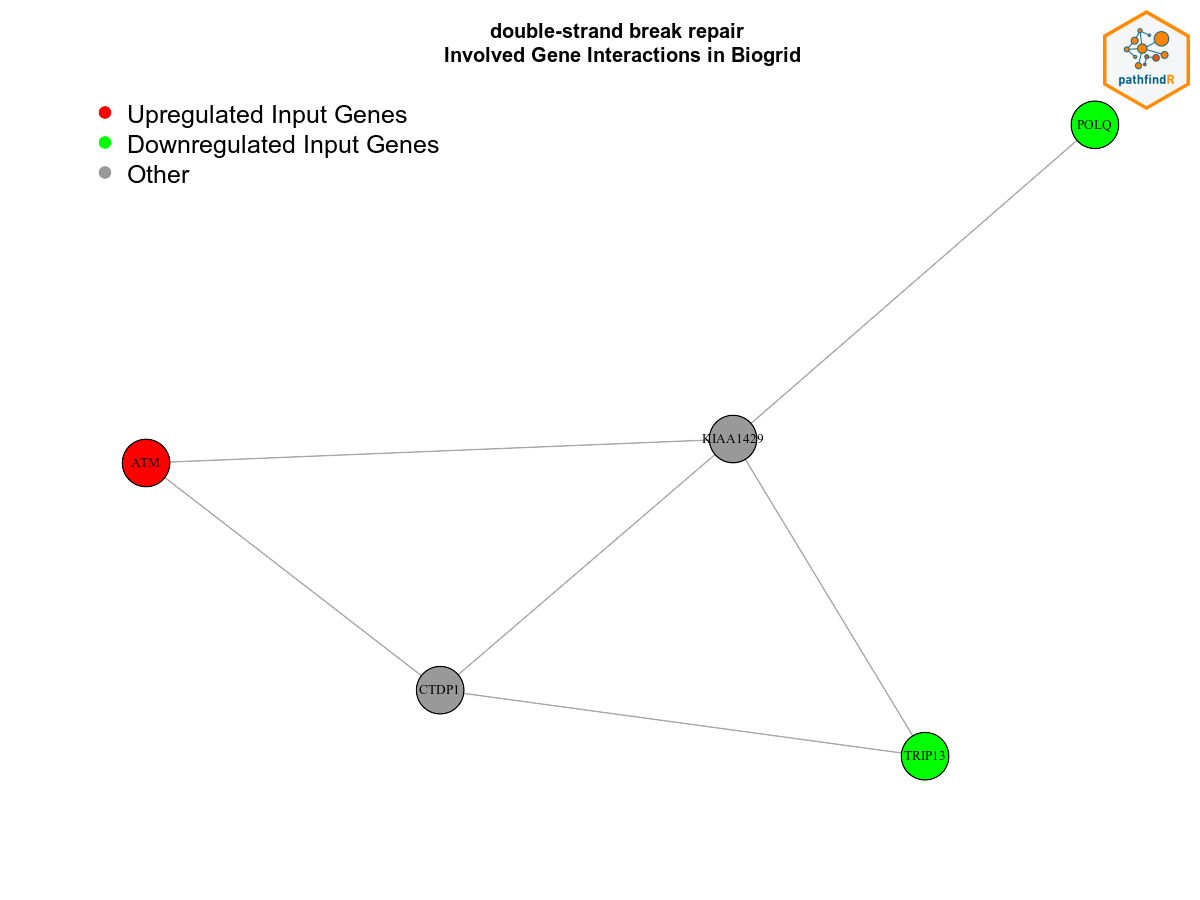 double-strand break repair
Involved Gene Interactions in Biogrid
pathfindR
Upregulated Input Genes
Downregulated Input Genes
Other
POLQ
KIAA1429
ATM
CTDP1
TRIP13